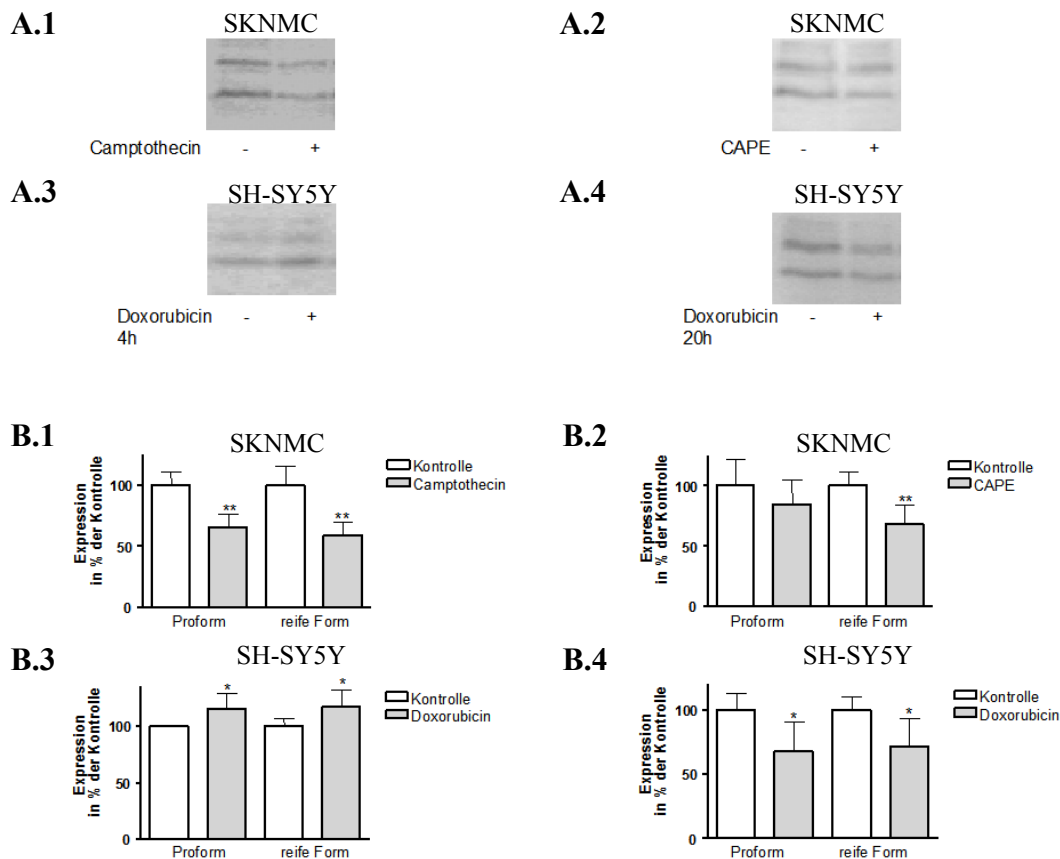 A.1
SKNMC
Camptothecin - +
A.2
SKNMC
CAPE - +
A.3
SH-SY5Y
Doxorubicin - +
4h
A.4
SH-SY5Y
Doxorubicin - +
20h
B.1
SKNMC
Expression
in % der Kontrolle
100
50
0
** **
Proform reife Form
Kontrolle
Camptothecin
B.2
SKNMC
Expression
in % der Kontrolle
100
50
0
**
Proform reife Form
Kontrolle
CAPE
B.3
SH-SY5Y
Expression
in % der Kontrolle
100
50
0
* *
Proform reife Form
Kontrolle
Doxorubicin
B.4
SH-SY5Y
Expression
in % der Kontrolle
100
50
0
* *
Proform reife Form
Kontrolle
Doxorubicin